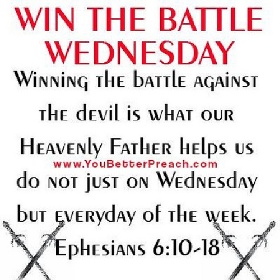 WIN THE BATTLE
WEDNESDAY
Winning the battle against
the devil is what our
Heavenly Father helps us
www.YouBetterPreach.com
do not just on Wednesday
but everyday of the week.
Ephesians 6:10-18